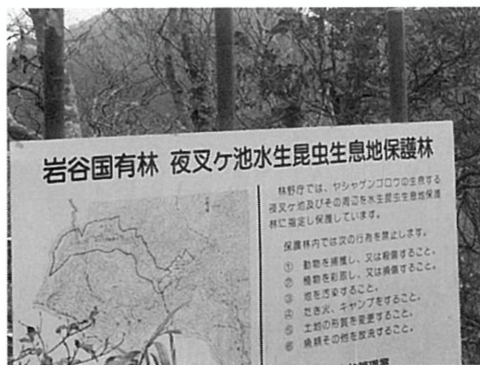 岩谷国有林 夜叉ヶ池水生昆虫生息地保護林
林野庁では、ヤシャゲンゴロウの生息する
夜叉ケ池及びその周辺を水生昆虫生息地保護
林に指定し保護しています。
保護林内では次の行為を禁止します。
① 動物を捕獲し、又は殺傷すること。
② 植物を採取し、又は損傷すること。
③ 池を汚染すること。
④ たき火、キャンプをすること。
⑤ 土地の形質を変更すること。
⑥ 魚類その他を放流すること。